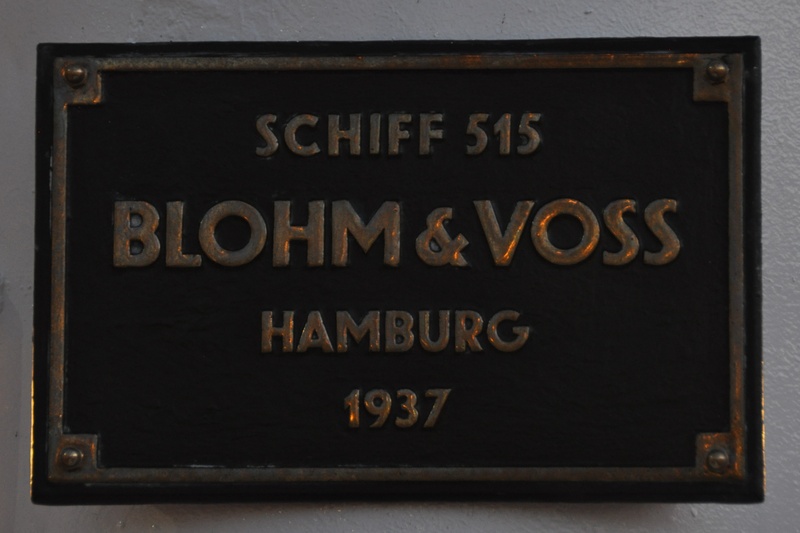 SCHIFF 515
BLOHM & VOSS
HAMBURG
1937